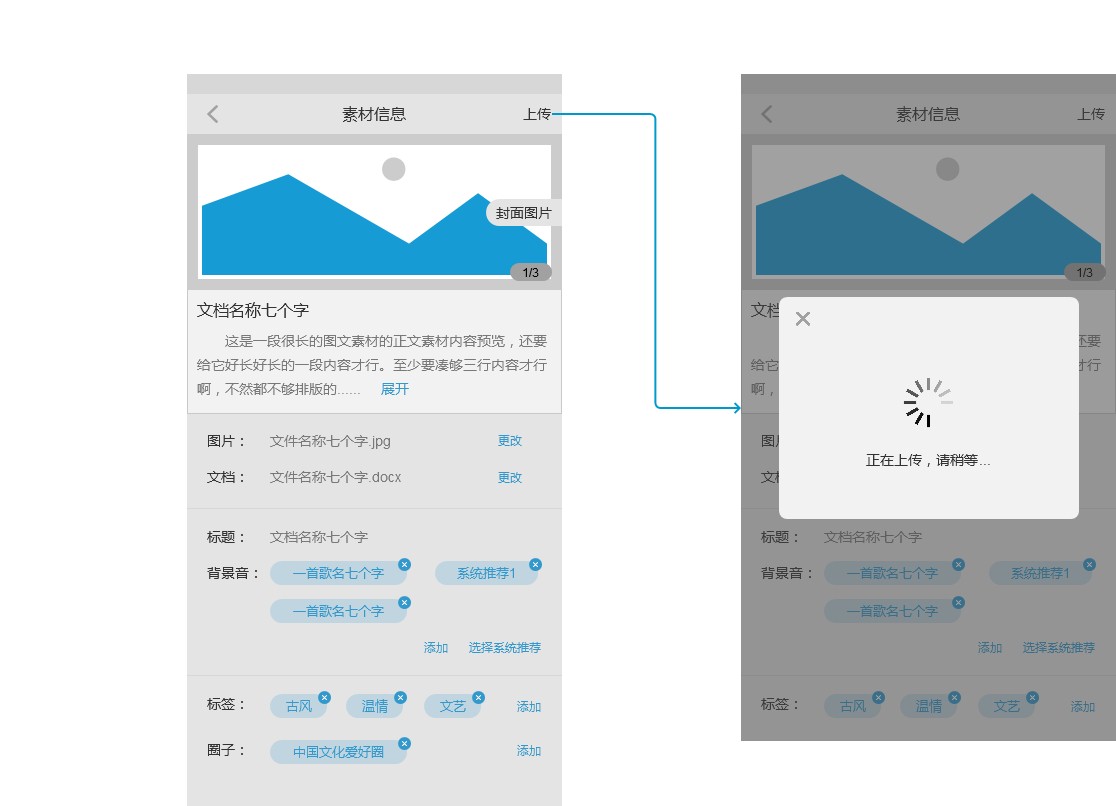 素材信息
上传
封面图片
1/3
文档名称七个字
这是一段很长的图文素材的正文素材内容预览，还要
给它好长好长的一段内容才行。至少要凑够三行内容才行
啊，不然都不够排版的...... 展开
图片： 文件名称七个字.jpg 更改
文档： 文件名称七个字.docx 更改
标题： 文档名称七个字
背景音： 一首歌名七个字 系统推荐1
一首歌名七个字
添加 选择系统推荐
标签： 古风 温情 文艺 添加
圈子： 中国文化爱好圈 添加
素材信息
上传
1/3
文档
还要
给它 才行
啊，
正在上传，请稍等...
图片
文档
标题： 文档名称七个字
背景音： 一首歌名七个字 系统推荐1
一首歌名七个字
添加 选择系统推荐
标签： 古风 温情 文艺 添加